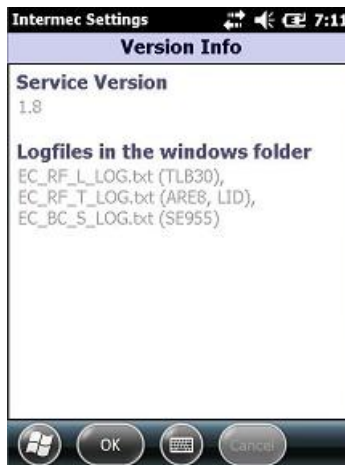 Intermec Settings 7:11
Version Info
Service Version
1.8
Logfiles in the windows folder
EC_RF_L_LOG.txt (TLB30),
EC_RF_T_LOG.txt (ARE8, LID),
EC_BC_S_LOG.txt (SE955)
OK Cancel